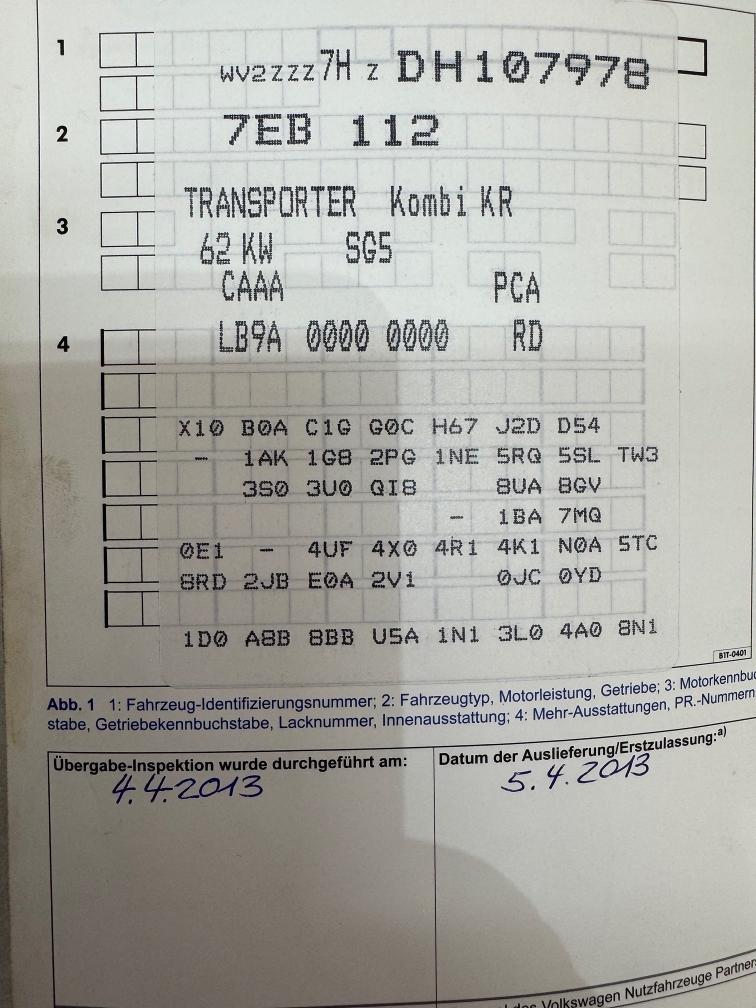 1
WV2ZZZ7H Z DH107978
2
7EB 112
TRANSPORTER Kombi KR
3
62 KW SG5
CAAA PCA
4
LB9A 0000 0000 RD
X10 B0A C1G G0C H67 J2D D54
- 1AK 1G8 2PG 1NE 5RQ 5SL TW3
3S0 3U0 QI8 8UA 8GV
- 1BA 7MQ
0E1 - 4UF 4X0 4R1 4K1 N0A 5TC
8RD 2JB E0A 2V1 0JC 0YD
1D0 A8B 8BB U5A 1N1 3L0 4A0 8N1
B1T-0401
Abb. 1 1: Fahrzeug-Identifizierungsnummer; 2: Fahrzeugtyp, Motorleistung, Getriebe; 3: Motorkennbuc
stabe, Getriebekennbuchstabe, Lacknummer, Innenausstattung; 4: Mehr-Ausstattungen, PR.-Nummern
Übergabe-Inspektion wurde durchgeführt am:
4.4.2013
Datum der Auslieferung/Erstzulassung:a)
5.4.2013
des Volkswagen Nutzfahrzeuge Partner